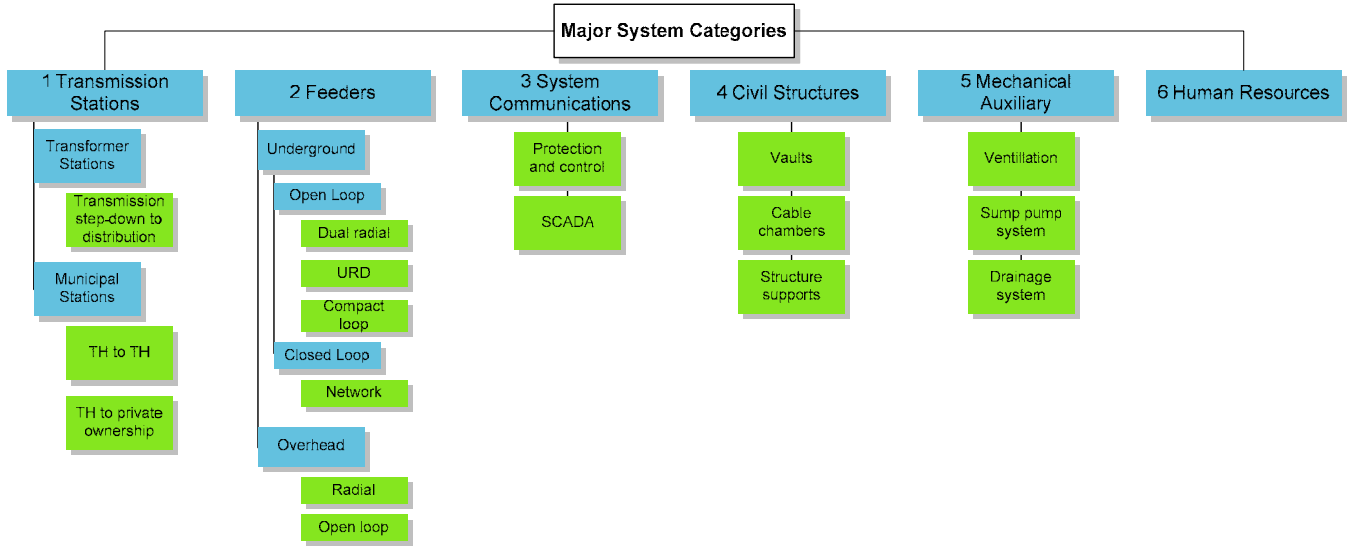 Major System Categories
1 Transmission
Stations
Transformer
Stations
Transmission
step-down to
distribution
Municipal
Stations
TH to TH
TH to private
ownership
2 Feeders
Underground
Open Loop
Dual radial
URD
Compact
loop
Closed Loop
Network
Overhead
Radial
Open loop
3 System
Communications
Protection
and control
SCADA
4 Civil Structures
Vaults
Cable
chambers
Structure
supports
5 Mechanical
Auxiliary
Ventillation
Sump pump
system
Drainage
system
6 Human Resources